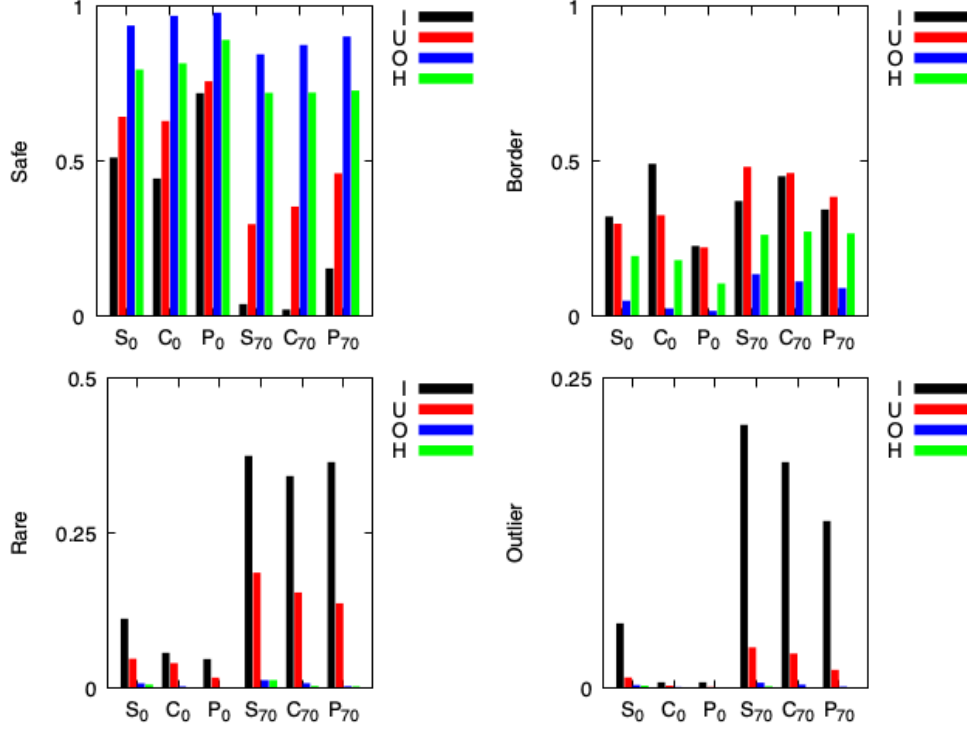 1
Safe
0.5
0
S0 C0 P0 S70 C70 P70
I
U
O
H
1
Border
0.5
0
S0 C0 P0 S70 C70 P70
I
U
O
H
0.5
Rare
0.25
0
S0 C0 P0 S70 C70 P70
I
U
O
H
0.25
Outlier
0
S0 C0 P0 S70 C70 P70
I
U
O
H